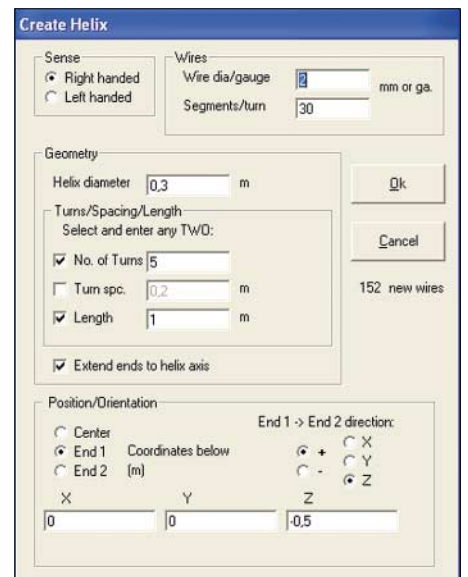 Create Helix
Sense
Right handed
Left handed
Wires
Wire dia/gauge 2 mm or ga.
Segments/turn 30
Geometry
Helix diameter 0,3 m
Turns/Spacing/Length
Select and enter any TWO:
No. of Turns 5
Turn spc. 0,2 m
Length 1 m
Extend ends to helix axis
Ok
Cancel
152 new wires
Position/Orientation
Center
End 1
End 2
Coordinates below
(m)
End 1 -> End 2 direction:
+
-
X
Y
Z
X Y Z
0 0 -0,5